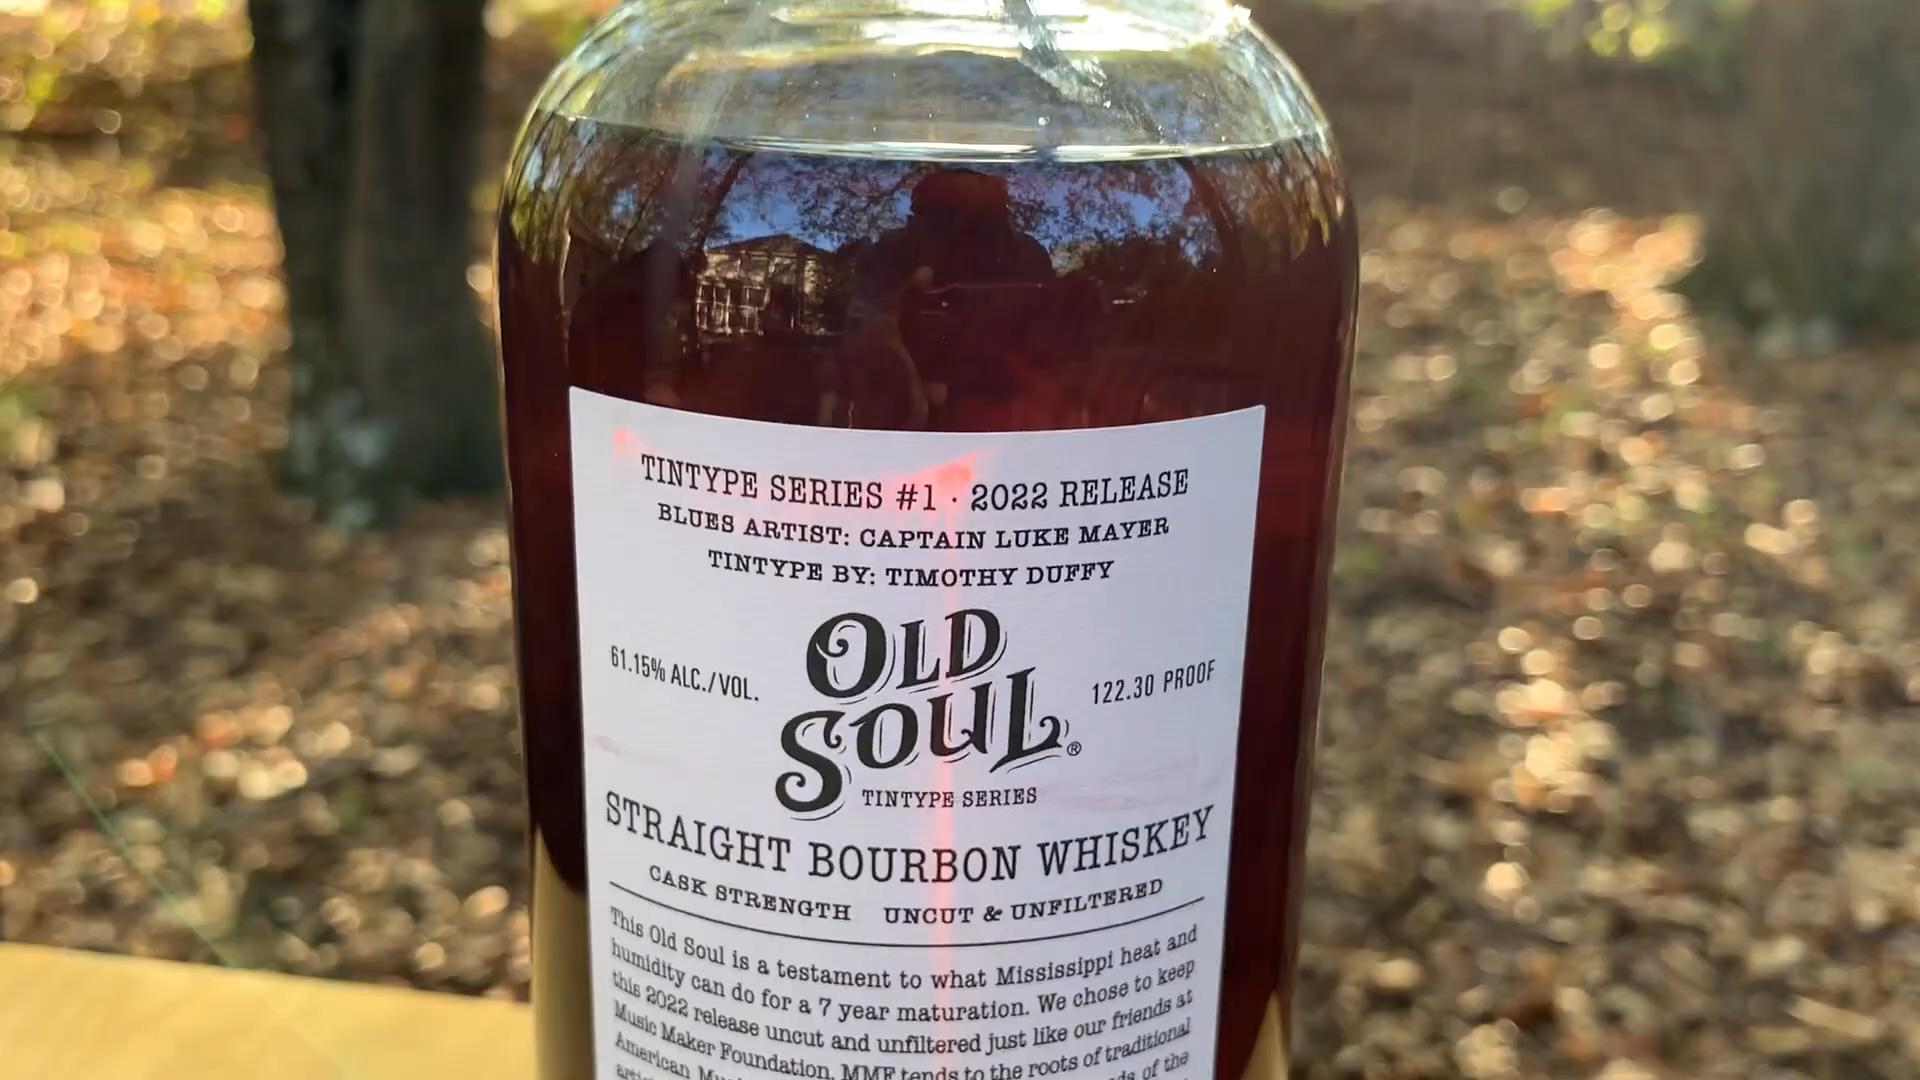 TINTYPE SERIES #1 · 2022 RELEASE
BLUES ARTIST: CAPTAIN LUKE MAYER
TINTYPE BY: TIMOTHY DUFFY
OLD
61.15% ALC./VOL.
122.30 PROOF
SOUL®
TINTYPE SERIES
STRAIGHT BOURBON WHISKEY
CASK STRENGTH UNCUT & UNFILTERED
This Old Soul is a testament to what Mississippi heat and
humidity can do for a 7 year maturation. We chose to keep
this 2022 release uncut and unfiltered just like our friends at
Music Maker Foundation. MMF tends to the roots of traditional
American of the